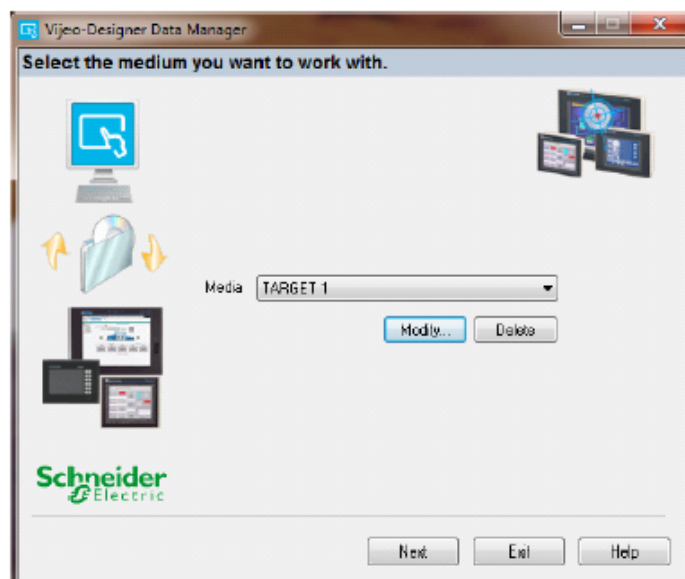 Vijeo-Designer Data Manager
Select the medium you want to work with.
Media TARGET 1
Modify... Delete
Schneider
Electric
Next Exit Help